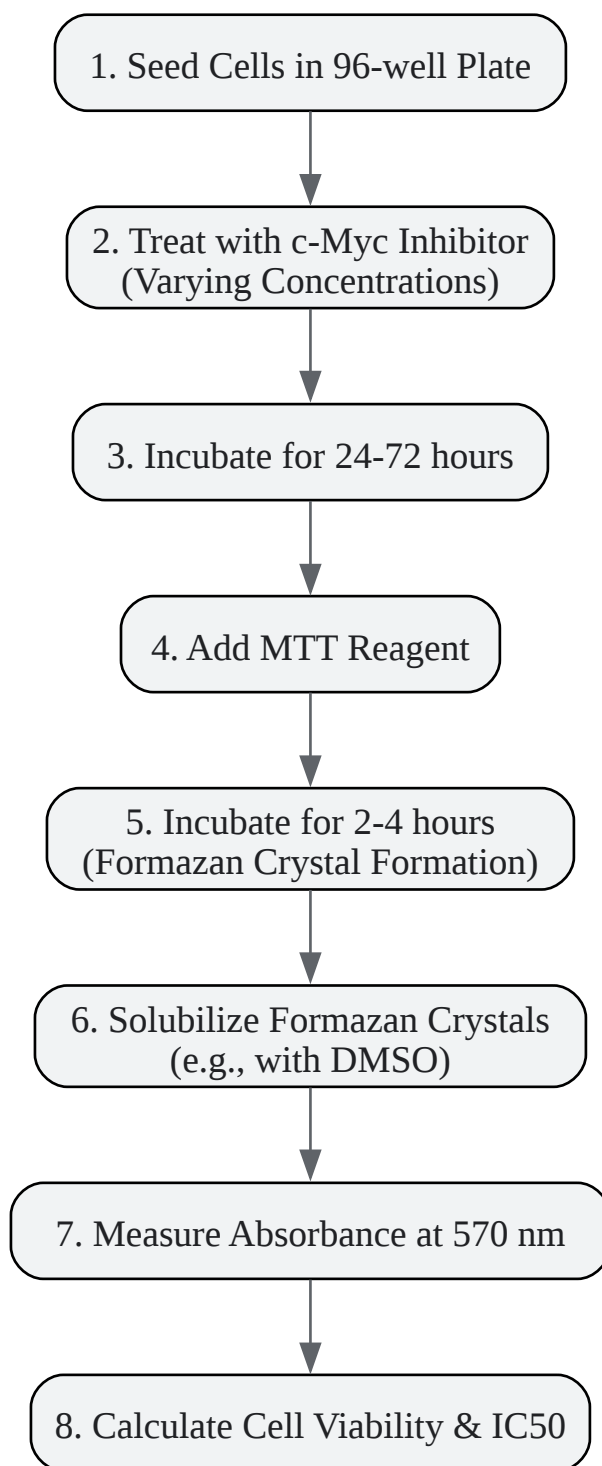 1. Seed Cells in 96-well Plate
2. Treat with c-Myc Inhibitor
(Varying Concentrations)
3. Incubate for 24-72 hours
4. Add MTT Reagent
5. Incubate for 2-4 hours
(Formazan Crystal Formation)
6. Solubilize Formazan Crystals
(e.g., with DMSO)
7. Measure Absorbance at 570 nm
8. Calculate Cell Viability & IC50